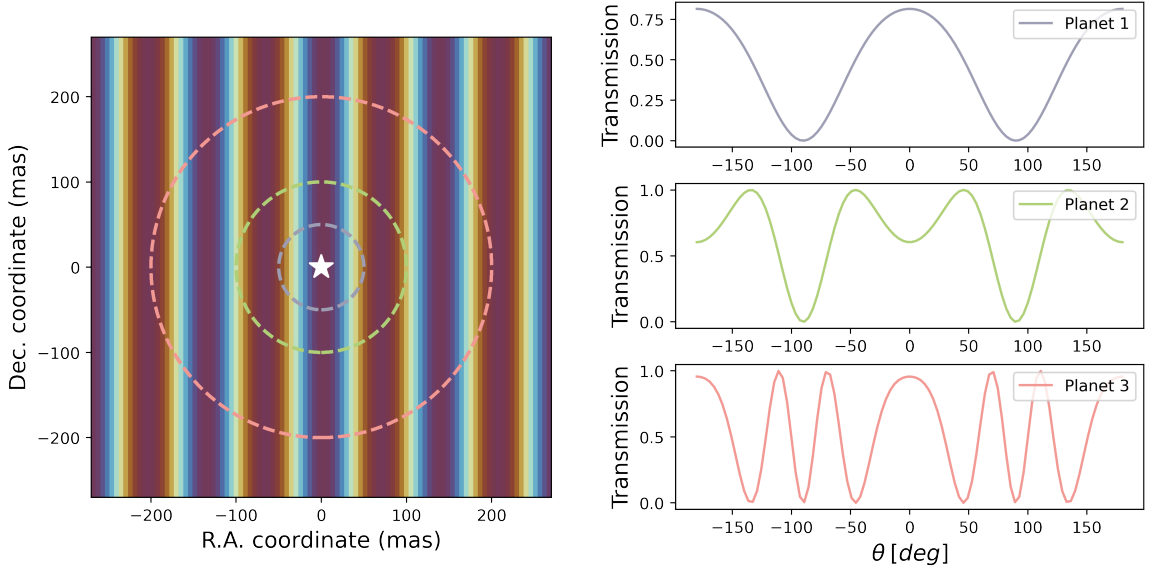 Dec. coordinate (mas)
200
100
0
−100
−200
−200 −100 0 100 200
R.A. coordinate (mas)
Transmission
0.75
0.50
0.25
0.00
Planet 1
−150 −100 −50 0 50 100 150
Transmission
1.0
0.5
0.0
Planet 2
−150 −100 −50 0 50 100 150
Transmission
1.0
0.5
0.0
Planet 3
−150 −100 −50 0 50 100 150
θ [deg]